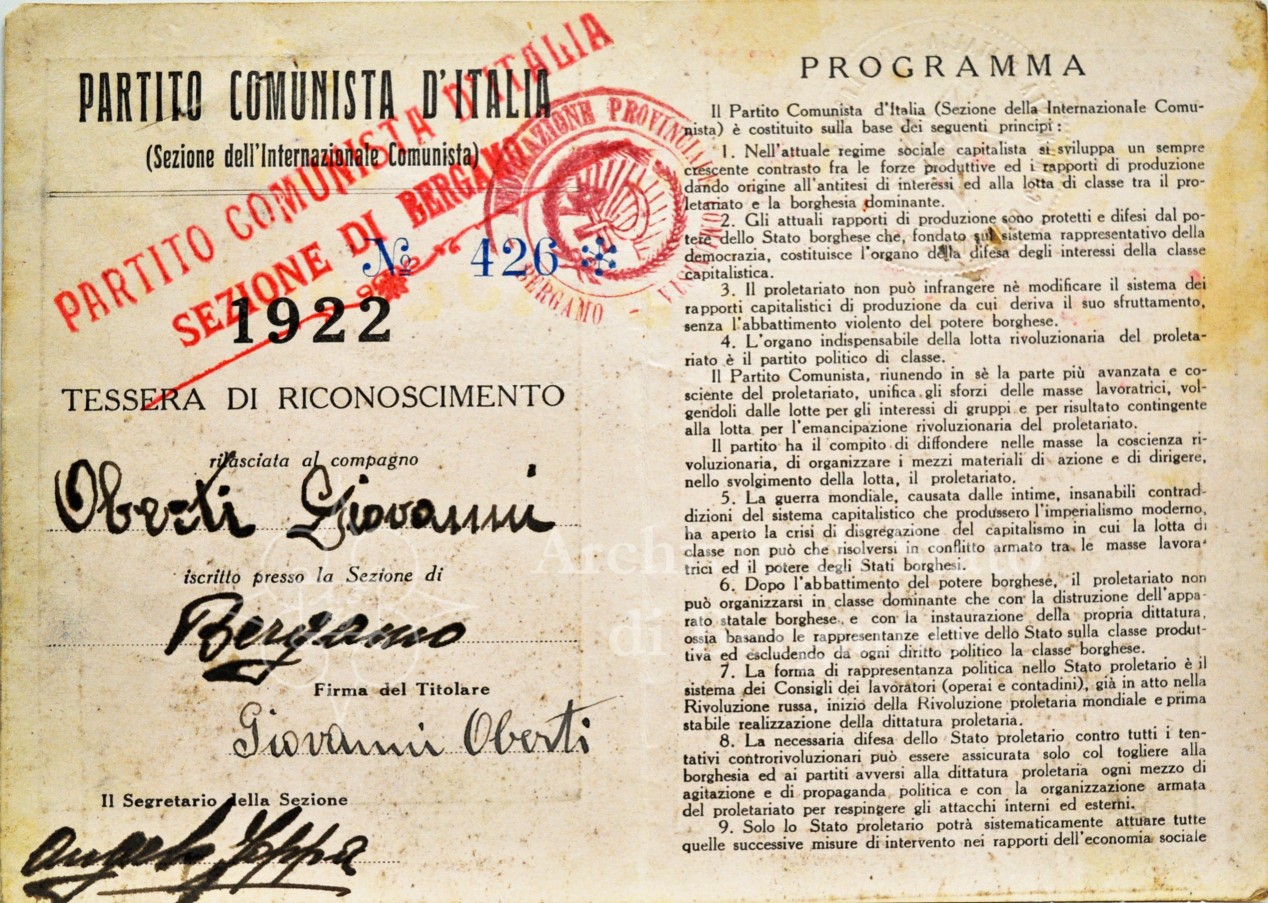 PARTITO COMUNISTA D'ITALIA
(Sezione dell'Internazionale Comunista)
PARTITO COMUNISTA D'ITALIA
SEZIONE DI BERGAMO
FEDERAZIONE PROVINCIALE COMUNISTA
BERGAMO
№ 426
1922
TESSERA DI RICONOSCIMENTO
rilasciata al compagno
Oberti Giovanni
iscritto presso la Sezione di
Bergamo
Firma del Titolare
Giovanni Oberti
Il Segretario della Sezione
Angelo
PROGRAMMA
Il Partito Comunista d'Italia (Sezione della Internazionale Comu-
nista) è costituito sulla base dei seguenti principi :
1. Nell'attuale regime sociale capitalista si sviluppa un sempre
crescente contrasto fra le forze produttive ed i rapporti di produzione
dando origine all'antitesi di interessi ed alla lotta di classe tra il pro-
letariato e la borghesia dominante.
2. Gli attuali rapporti di produzione sono protetti e difesi dal po-
tere dello Stato borghese che, fondato sul sistema rappresentativo della
democrazia, costituisce l'organo della difesa degli interessi della classe
capitalistica.
3. Il proletariato non può infrangere nè modificare il sistema dei
rapporti capitalistici di produzione da cui deriva il suo sfruttamento,
senza l'abbattimento violento del potere borghese.
4. L'organo indispensabile della lotta rivoluzionaria del proleta-
riato è il partito politico di classe.
Il Partito Comunista, riunendo in sè la parte più avanzata e co-
sciente del proletariato, unifica gli sforzi delle masse lavoratrici, vol-
gendoli dalle lotte per gli interessi di gruppi e per risultato contingente
alla lotta per l'emancipazione rivoluzionaria del proletariato.
Il partito ha il compito di diffondere nelle masse la coscienza ri-
voluzionaria, di organizzare i mezzi materiali di azione e di dirigere,
nello svolgimento della lotta, il proletariato.
5. La guerra mondiale, causata dalle intime, insanabili contrad-
dizioni del sistema capitalistico che produssero l'imperialismo moderno,
ha aperto la crisi di disgregazione del capitalismo in cui la lotta di
classe non può che risolversi in conflitto armato tra le masse lavora-
trici ed il potere degli Stati borghesi.
6. Dopo l'abbattimento del potere borghese, il proletariato non
può organizzarsi in classe dominante che con la distruzione dell'appa-
rato statale borghese e con la instaurazione della propria dittatura,
ossia basando le rappresentanze elettive dello Stato sulla classe produt-
tiva ed escludendo da ogni diritto politico la classe borghese.
7. La forma di rappresentanza politica nello Stato proletario è il
sistema dei Consigli dei lavoratori (operai e contadini), già in atto nella
Rivoluzione russa, inizio della Rivoluzione proletaria mondiale e prima
stabile realizzazione della dittatura proletaria.
8. La necessaria difesa dello Stato proletario contro tutti i ten-
tativi controrivoluzionari può essere assicurata solo col togliere alla
borghesia ed ai partiti avversi alla dittatura proletaria ogni mezzo di
agitazione e di propaganda politica e con la organizzazione armata
del proletariato per respingere gli attacchi interni ed esterni.
9. Solo lo Stato proletario potrà sistematicamente attuare tutte
quelle successive misure di intervento nei rapporti dell'economia sociale